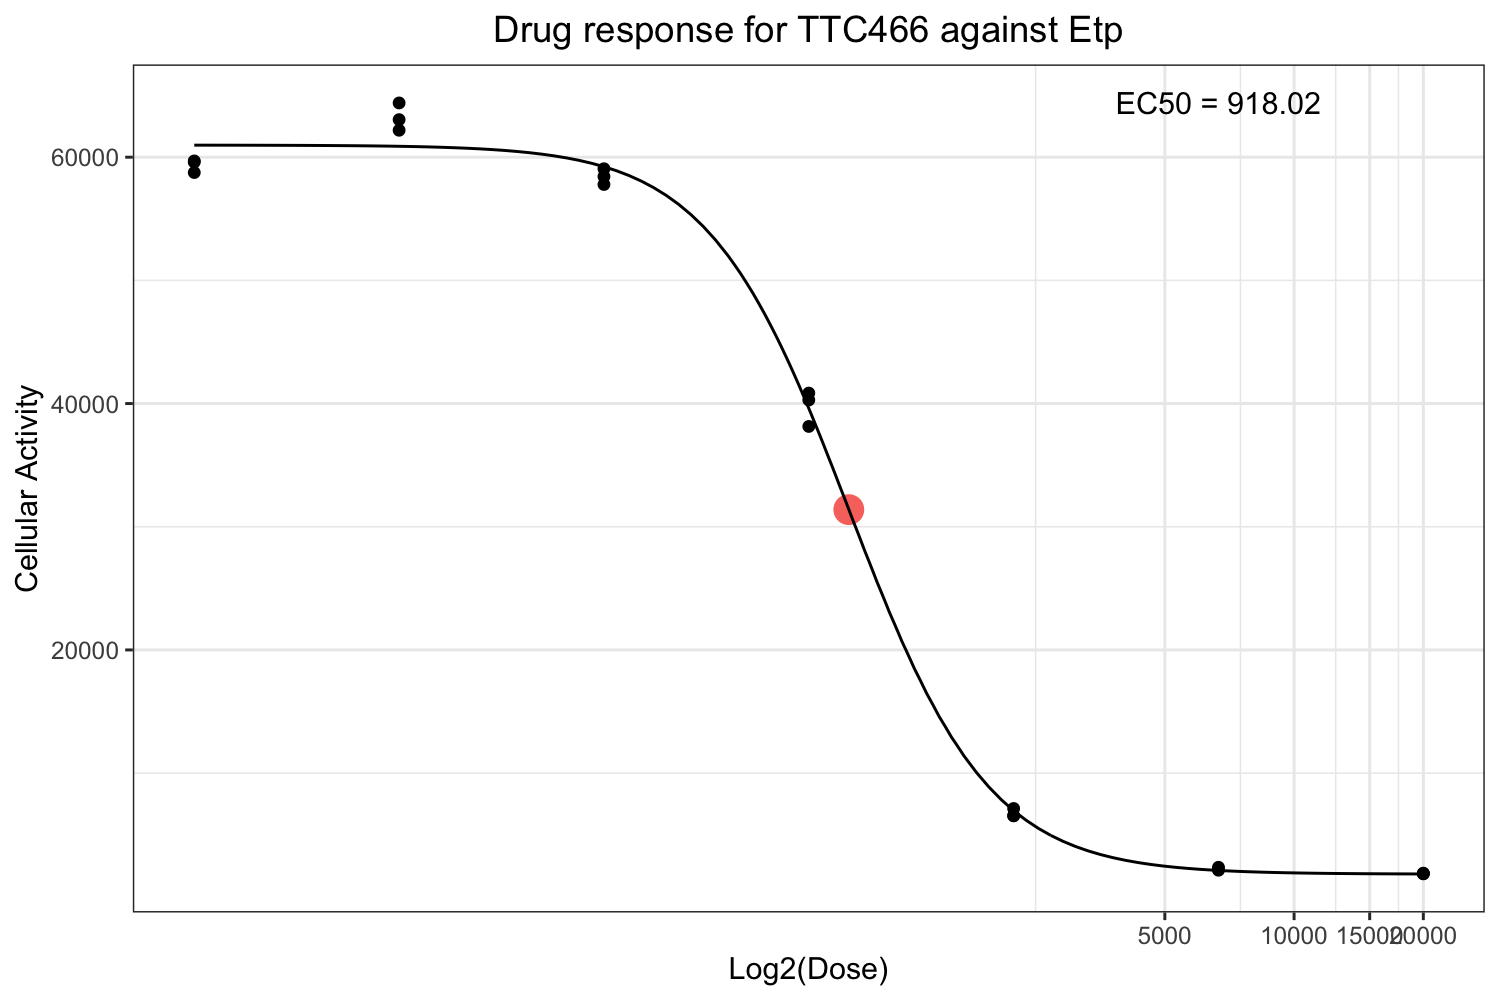 Drug response for TTC466 against Etp
EC50 = 918.02
60000
40000
20000
Cellular Activity
5000 10000 15000 20000
Log2(Dose)